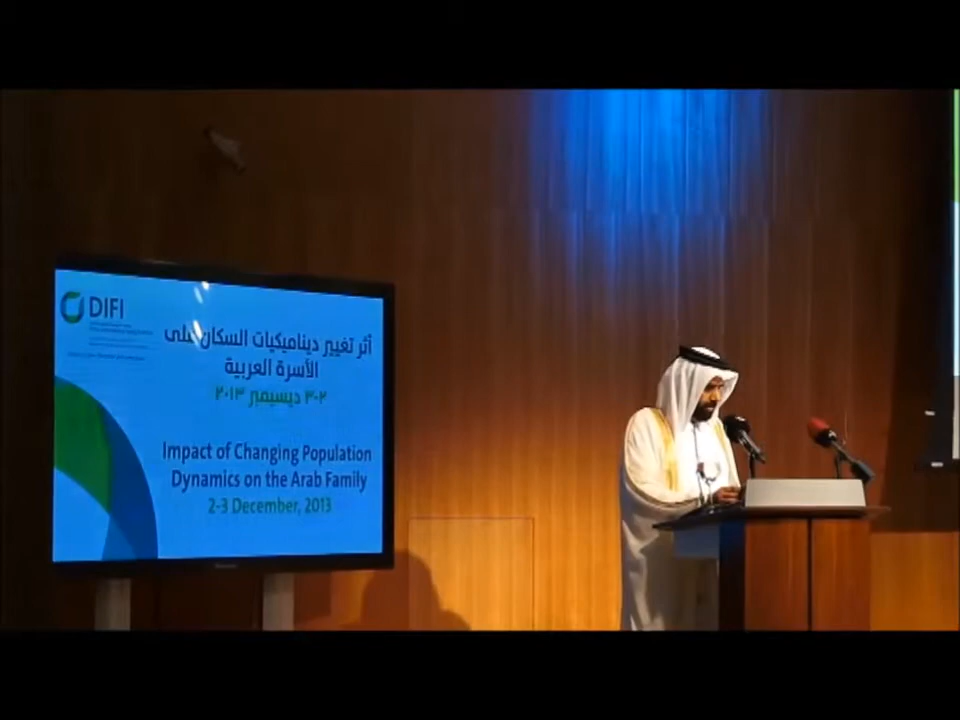 DIFI
أثر تغيير ديناميكيات السكان على
الأسرة العربية
٢-٣ ديسيمبر ٢٠١٣
Impact of Changing Population
Dynamics on the Arab Family
2-3 December, 2013